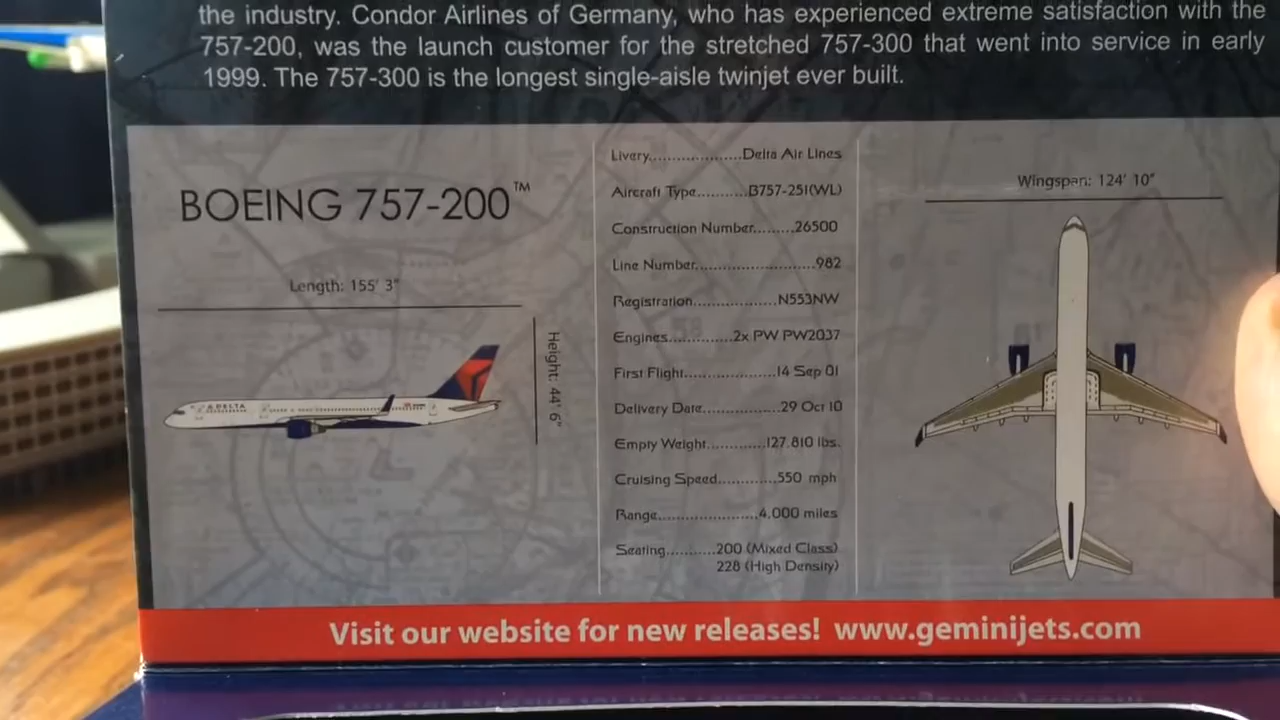 the industry. Condor Airlines of Germany, who has experienced extreme satisfaction with the
757-200, was the launch customer for the stretched 757-300 that went into service in early
1999. The 757-300 is the longest single-aisle twinjet ever built.
BOEING 757-200™
Length: 155' 3"
Height: 44' 6"
DELTA
Livery....................Delta Air Lines
Aircraft Type..........B757-251(WL)
Construction Number.........26500
Line Number..........................982
Registration.................N553NW
Engines.............2x PW PW2037
First Flight...................14 Sep 01
Delivery Date................29 Oct 10
Empty Weight............127,810 lbs.
Cruising Speed............550 mph
Range......................4,000 miles
Seating..........200 (Mixed Class)
228 (High Density)
Wingspan: 124' 10"
Visit our website for new releases! www.geminijets.com